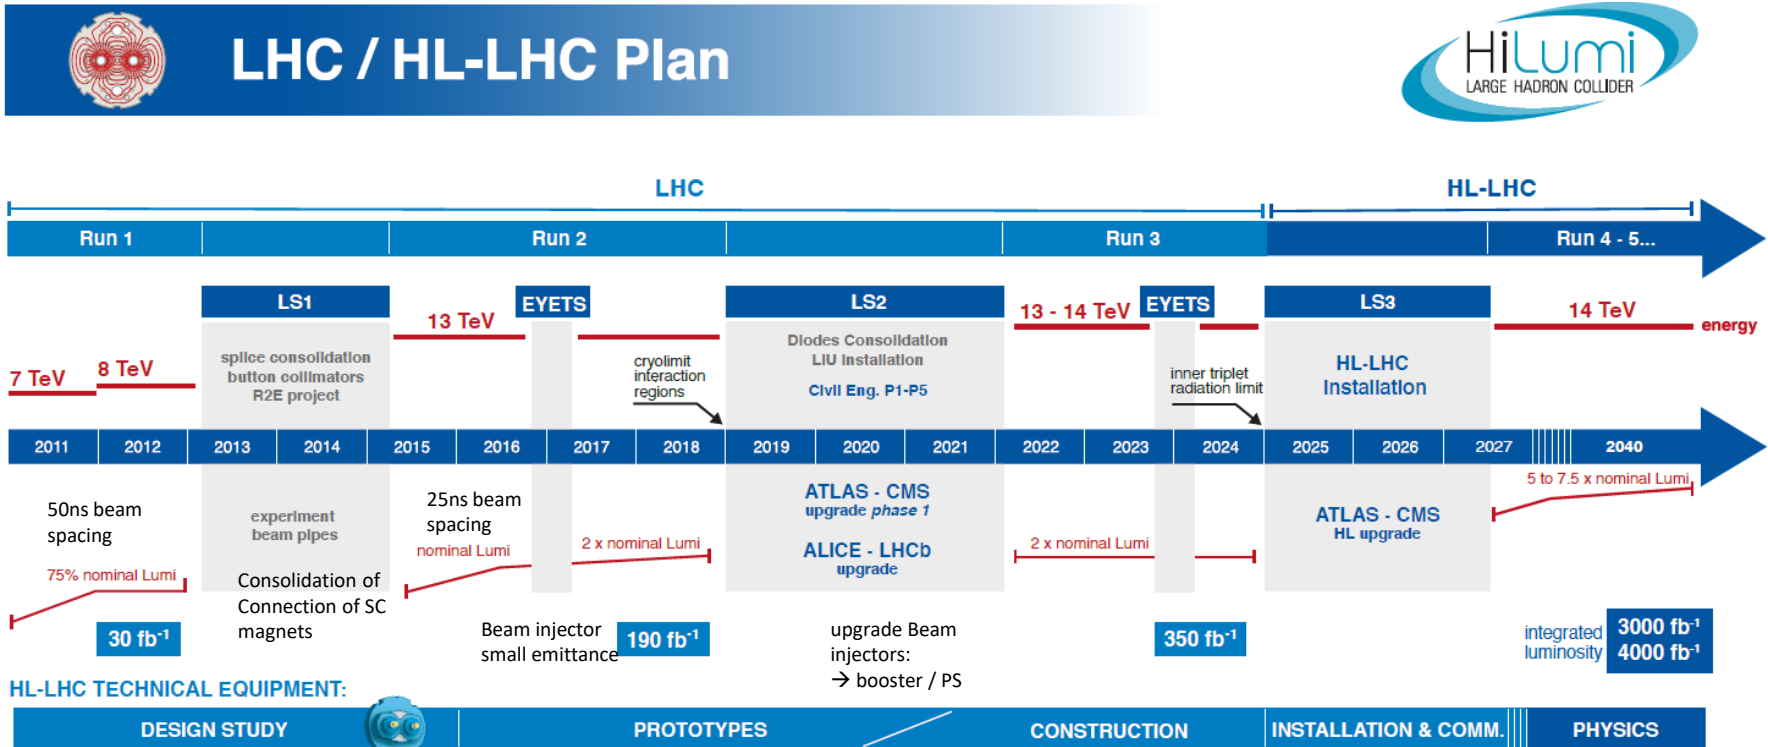 LHC / HL-LHC Plan
HiLumi
LARGE HADRON COLLIDER
LHC
HL-LHC
Run 1
Run 2
Run 3
Run 4 - 5...
LS1
EYETS
LS2
EYETS
LS3
7 TeV
8 TeV
13 TeV
13 - 14 TeV
14 TeV
energy
splice consolidation
button collimators
R2E project
cryolimit
interaction
regions
Diodes Consolidation
LIU Installation
Civil Eng. P1-P5
inner triplet
radiation limit
HL-LHC
Installation
2011
2012
2013
2014
2015
2016
2017
2018
2019
2020
2021
2022
2023
2024
2025
2026
2027
2040
50ns beam
spacing
75% nominal Lumi
experiment
beam pipes
Consolidation of
Connection of SC
magnets
25ns beam
spacing
nominal Lumi
2 x nominal Lumi
ATLAS - CMS
upgrade phase 1
ALICE - LHCb
upgrade
2 x nominal Lumi
ATLAS - CMS
HL upgrade
5 to 7.5 x nominal Lumi
30 fb-1
Beam injector
small emittance
190 fb-1
upgrade Beam
injectors:
→ booster / PS
350 fb-1
integrated
luminosity
3000 fb-1
4000 fb-1
HL-LHC TECHNICAL EQUIPMENT:
DESIGN STUDY
PROTOTYPES
CONSTRUCTION
INSTALLATION & COMM.
PHYSICS